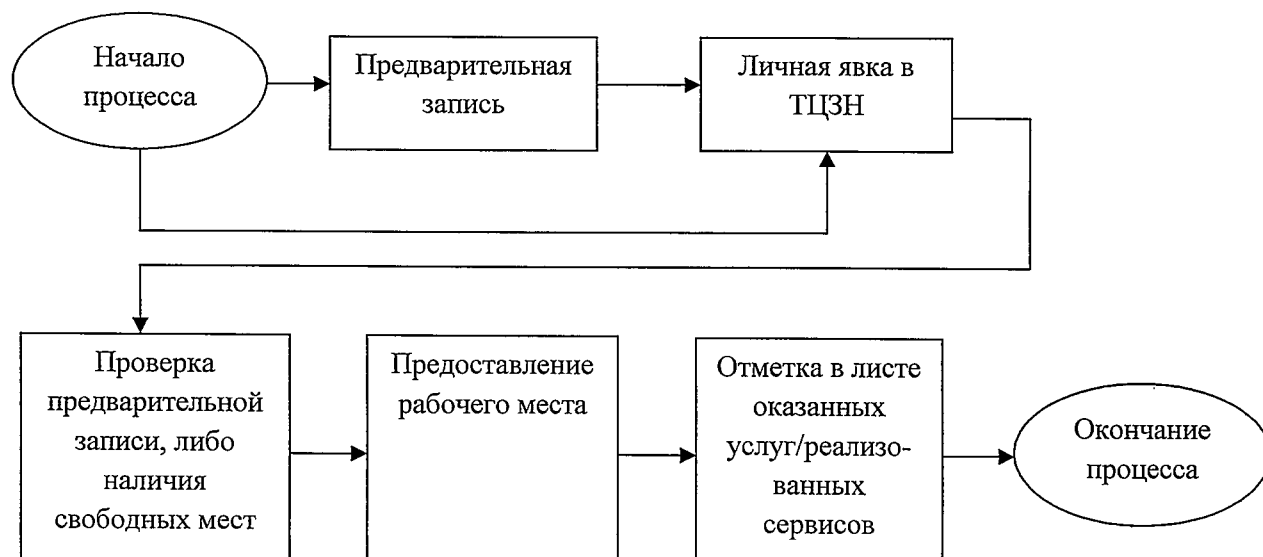 Начало
процесса
Предварительная
запись
Личная явка в
ТЦЗН
Проверка
предварительной
записи, либо
наличия
свободных мест
Предоставление
рабочего места
Отметка в листе
оказанных
услуг/реализо-
ванных
сервисов
Окончание
процесса